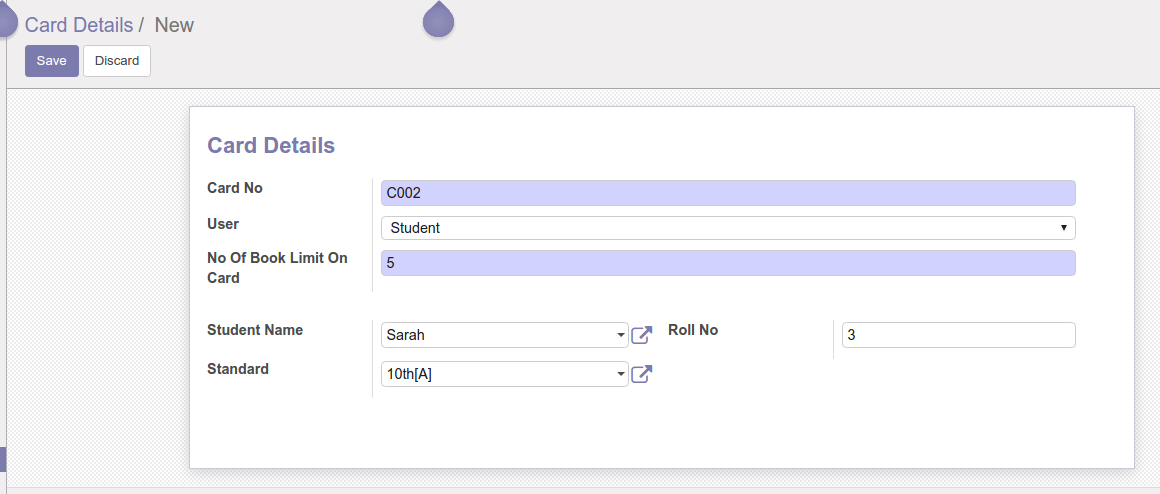 Card Details / New
Save Discard
Card Details
Card No C002
User Student
No Of Book Limit On
Card
5
Student Name Sarah Roll No 3
Standard 10th[A]